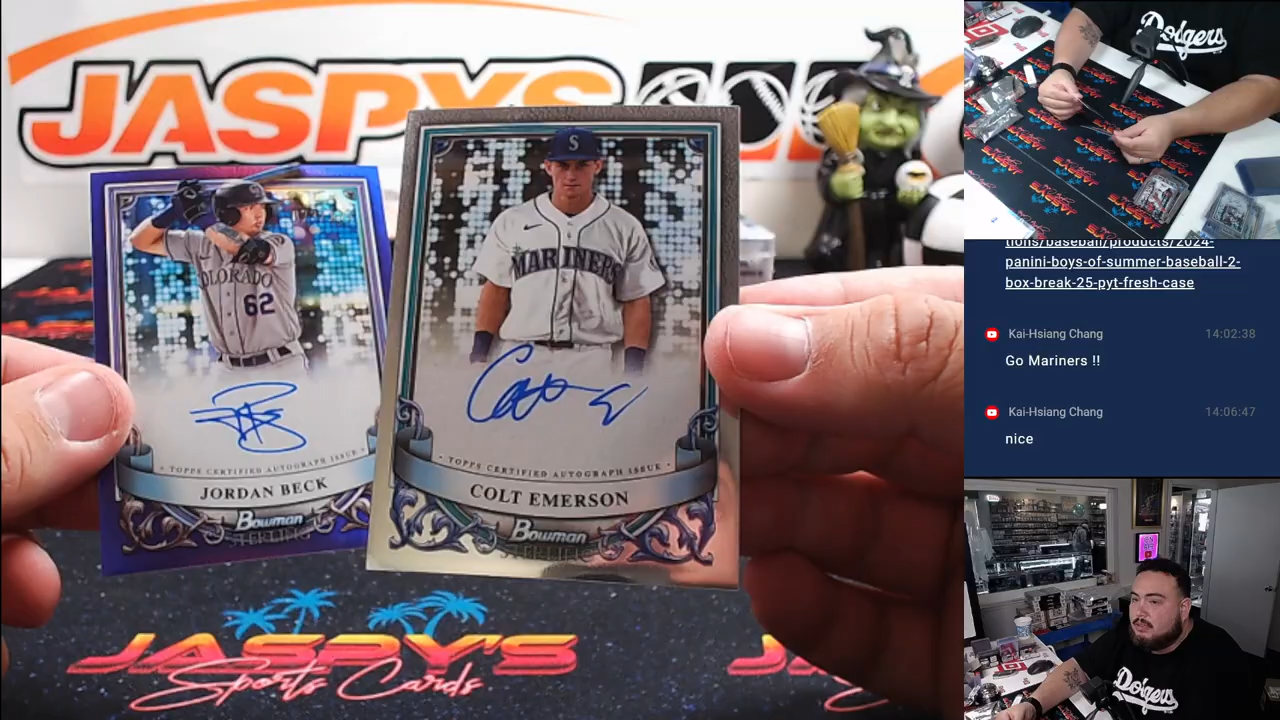 JASPYS
COLORADO
62
TOPPS CERTIFIED AUTOGRAPH ISSUE
JORDAN BECK
Bowman
STERLING
S
MARINERS
TOPPS CERTIFIED AUTOGRAPH ISSUE
COLT EMERSON
Bowman
JASPY'S
Sports Cards
JA
Dodgers
tions/baseball/products/2024-
panini-boys-of-summer-baseball-2-
box-break-25-pyt-fresh-case
Kai-Hsiang Chang 14:02:38
Go Mariners !!
Kai-Hsiang Chang 14:06:47
nice
Dodgers